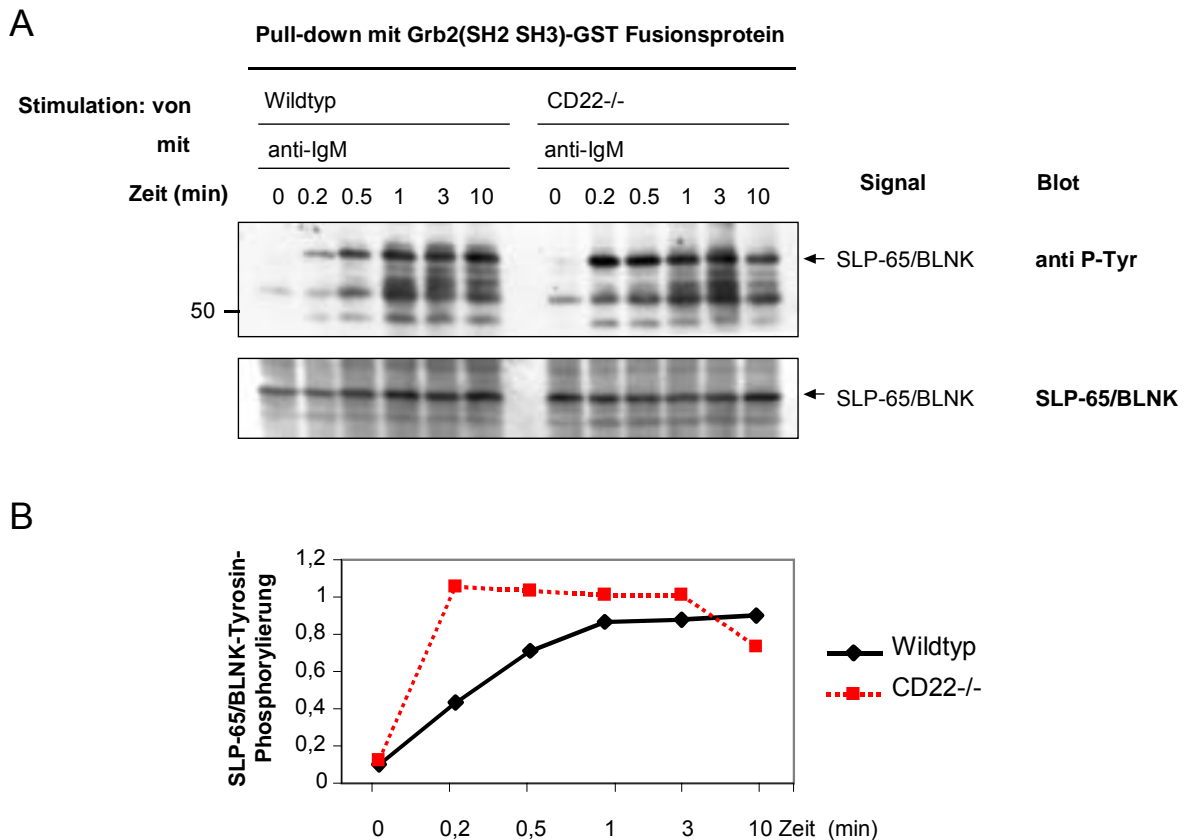 A
Pull-down mit Grb2(SH2 SH3)-GST Fusionsprotein
Stimulation: von
Wildtyp
CD22-/-
mit
anti-IgM
anti-IgM
Zeit (min)
0 0.2 0.5 1 3 10
0 0.2 0.5 1 3 10
Signal
Blot
SLP-65/BLNK
anti P-Tyr
50
SLP-65/BLNK
SLP-65/BLNK
B
SLP-65/BLNK-Tyrosin-
Phosphorylierung
1,2
1
0,8
0,6
0,4
0,2
0
0 0,2 0,5 1 3 10 Zeit (min)
Wildtyp
CD22-/-